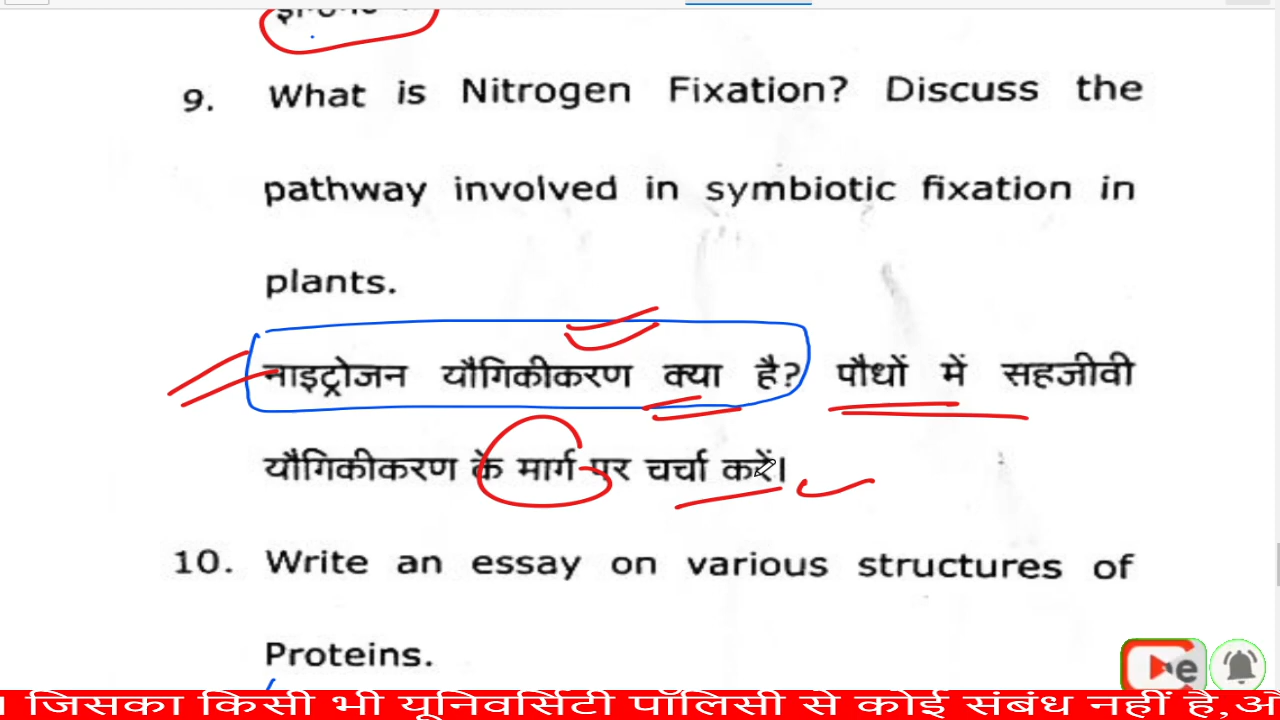 9. What is Nitrogen Fixation? Discuss the
pathway involved in symbiotic fixation in
plants.
नाइट्रोजन यौगिकीकरण क्या है? पौधों में सहजीवी
यौगिकीकरण के मार्ग पर चर्चा करें।
10. Write an essay on various structures of
Proteins.
e
जिसका किसी भी यूनिवर्सिटी पॉलिसी से कोई संबंध नहीं है,